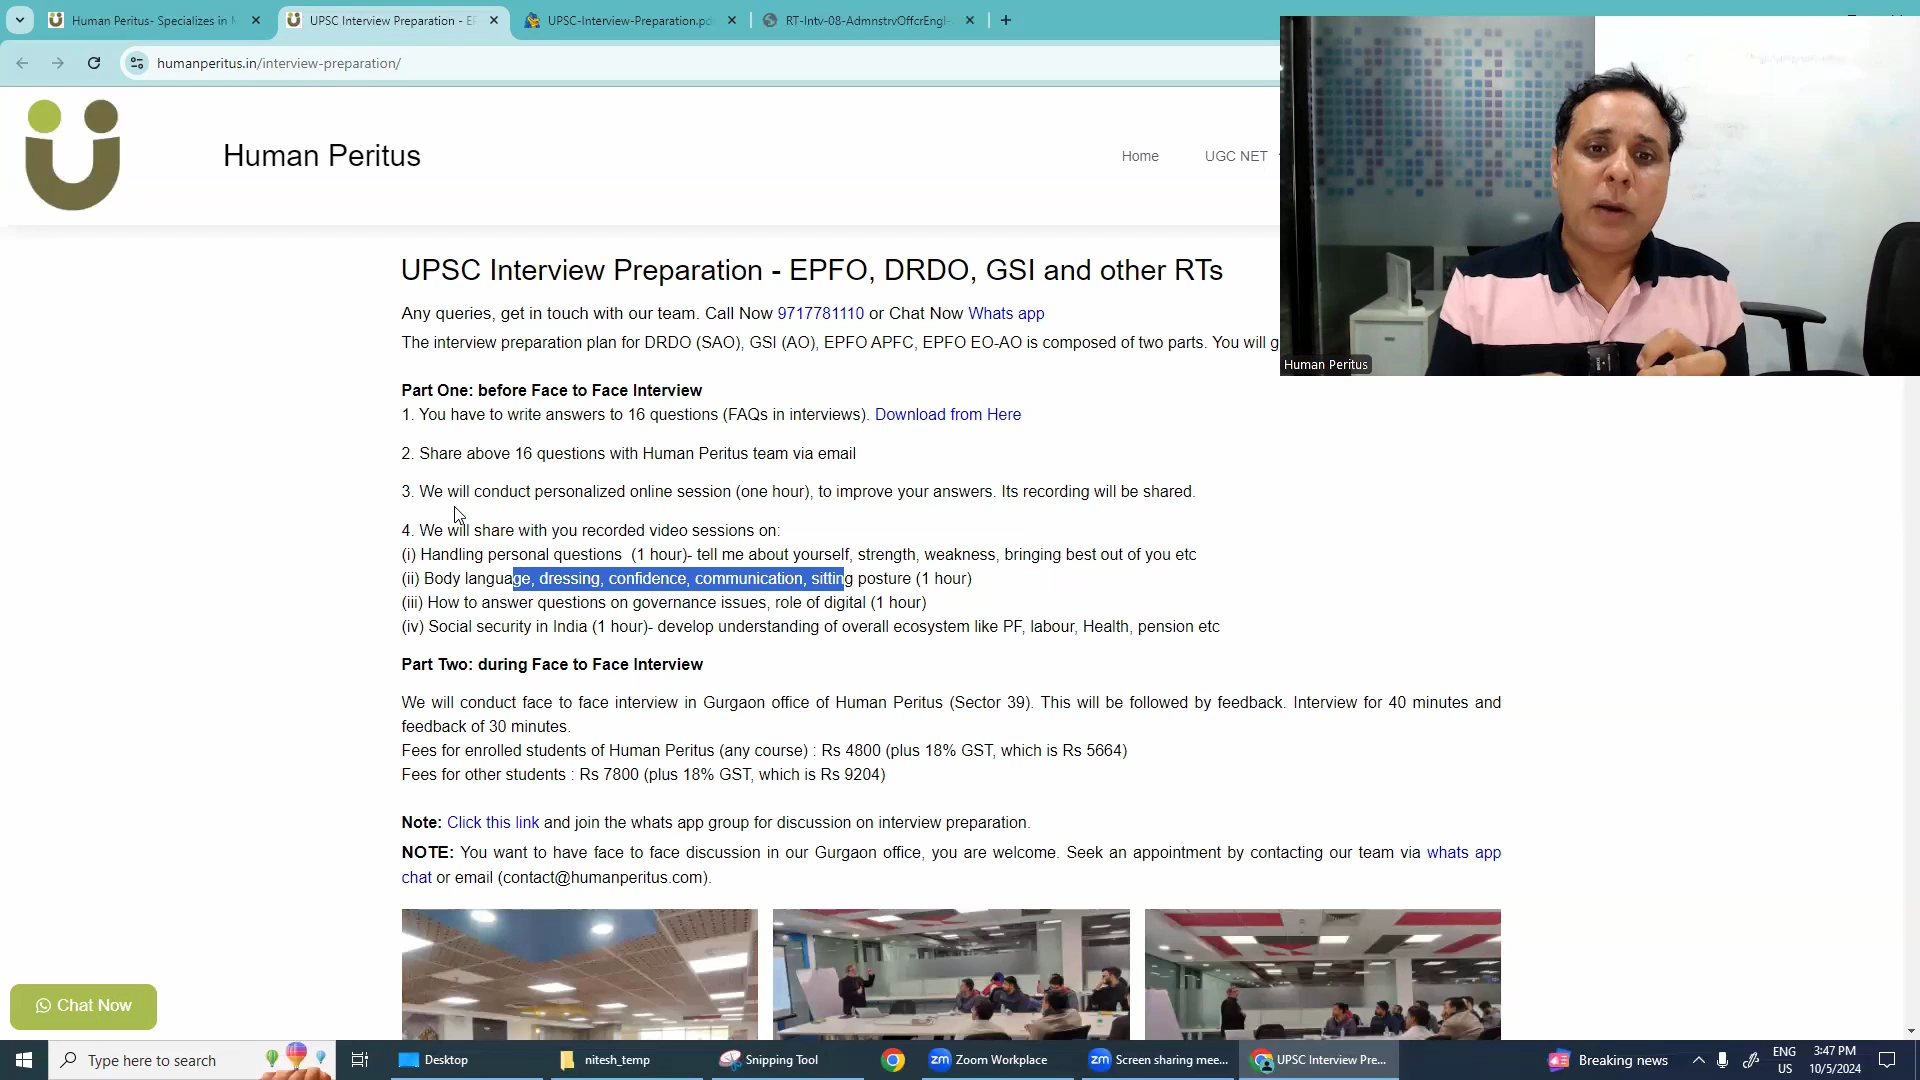 Human Peritus- Specializes in
UPSC Interview Preparation - EP
UPSC-Interview-Preparation.pd
RT-Intv-08-AdmnstrvOffcrEngl-
humanperitus.in/interview-preparation/
Human Peritus
Home
UGC NET
Human Peritus
UPSC Interview Preparation - EPFO, DRDO, GSI and other RTs
Any queries, get in touch with our team. Call Now 9717781110 or Chat Now Whats app
The interview preparation plan for DRDO (SAO), GSI (AO), EPFO APFC, EPFO EO-AO is composed of two parts. You will g
Part One: before Face to Face Interview
1. You have to write answers to 16 questions (FAQs in interviews). Download from Here
2. Share above 16 questions with Human Peritus team via email
3. We will conduct personalized online session (one hour), to improve your answers. Its recording will be shared.
4. We will share with you recorded video sessions on:
(i) Handling personal questions (1 hour)- tell me about yourself, strength, weakness, bringing best out of you etc
(ii) Body language, dressing, confidence, communication, sitting posture (1 hour)
(iii) How to answer questions on governance issues, role of digital (1 hour)
(iv) Social security in India (1 hour)- develop understanding of overall ecosystem like PF, labour, Health, pension etc
Part Two: during Face to Face Interview
We will conduct face to face interview in Gurgaon office of Human Peritus (Sector 39). This will be followed by feedback. Interview for 40 minutes and
feedback of 30 minutes.
Fees for enrolled students of Human Peritus (any course) : Rs 4800 (plus 18% GST, which is Rs 5664)
Fees for other students : Rs 7800 (plus 18% GST, which is Rs 9204)
Note: Click this link and join the whats app group for discussion on interview preparation.
NOTE: You want to have face to face discussion in our Gurgaon office, you are welcome. Seek an appointment by contacting our team via whats app
chat or email (contact@humanperitus.com).
Chat Now
Type here to search
Desktop
nitesh_temp
Snipping Tool
zm Zoom Workplace
zm Screen sharing mee...
UPSC Interview Pre...
Breaking news
ENG
US
3:47 PM
10/5/2024